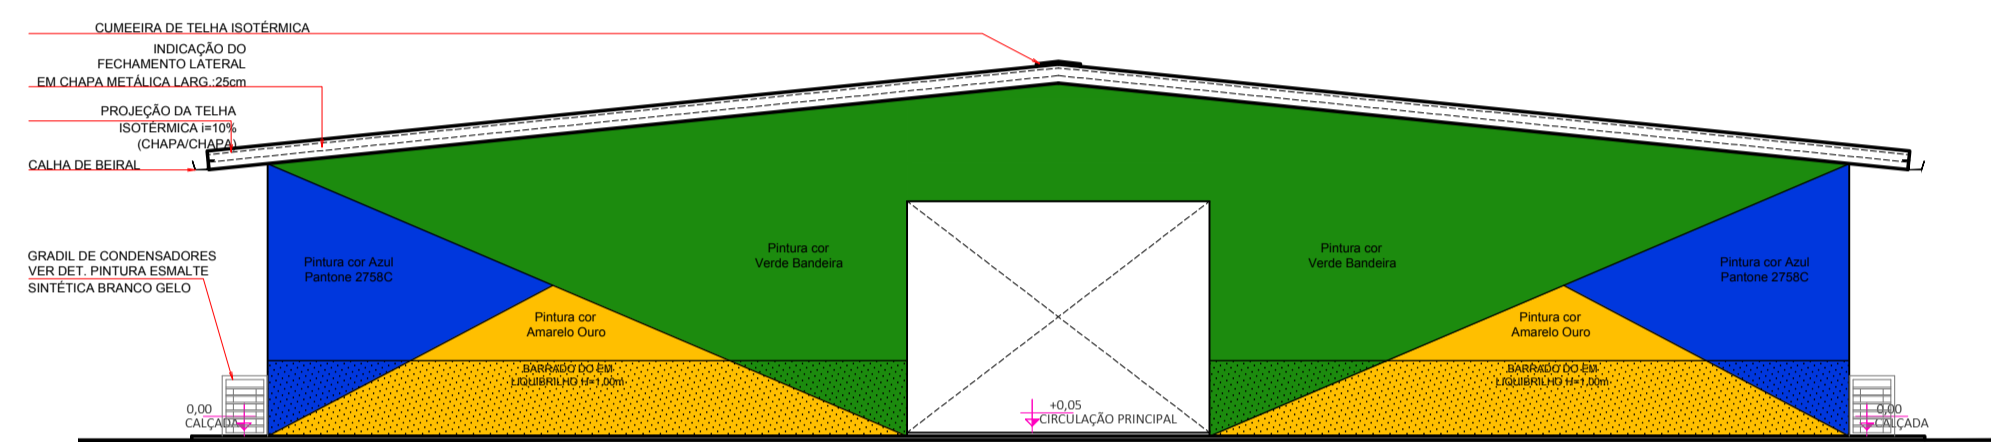 CUMEEIRA DE TELHA ISOTÉRMICA
INDICAÇÃO DO
FECHAMENTO LATERAL
EM CHAPA METÁLICA LARG.:25cm
PROJEÇÃO DA TELHA
ISOTÉRMICA i=10%
(CHAPA/CHAPA)
CALHA DE BEIRAL
GRADIL DE CONDENSADORES
VER DET. PINTURA ESMALTE
SINTÉTICA BRANCO GELO
Pintura cor Azul
Pantone 2758C
Pintura cor
Verde Bandeira
Pintura cor
Amarelo Ouro
BARRADO DO EM
LIQUIBRILHO H=1,00m
Pintura cor
Verde Bandeira
Pintura cor Azul
Pantone 2758C
Pintura cor
Amarelo Ouro
BARRADO DO EM
LIQUIBRILHO H=1,00m
0,00
CALÇADA
+0,05
CIRCULAÇÃO PRINCIPAL
0,00
CALÇADA